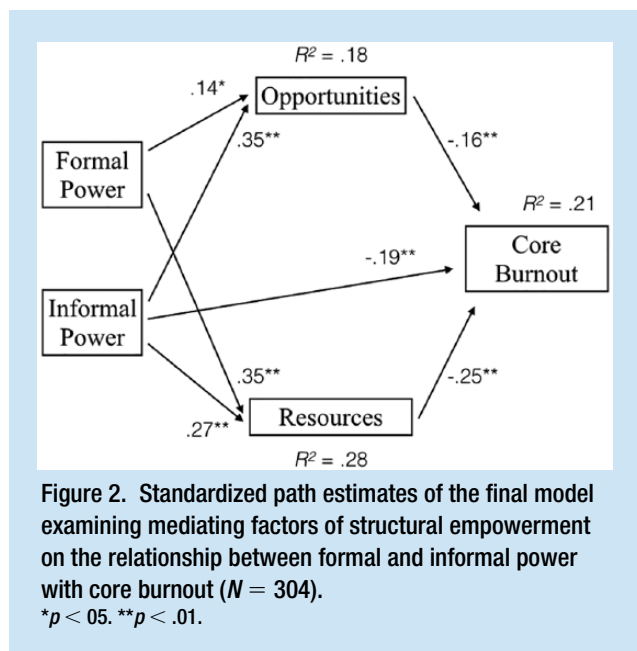 R² = .18
.14*
Opportunities
.35**
-.16**
Formal
Power
R² = .21
-.19**
Core
Burnout
Informal
Power
.35**
-.25**
.27**
Resources
R² = .28
Figure 2. Standardized path estimates of the final model
examining mediating factors of structural empowerment
on the relationship between formal and informal power
with core burnout (N = 304).
*p < 05. **p < .01.